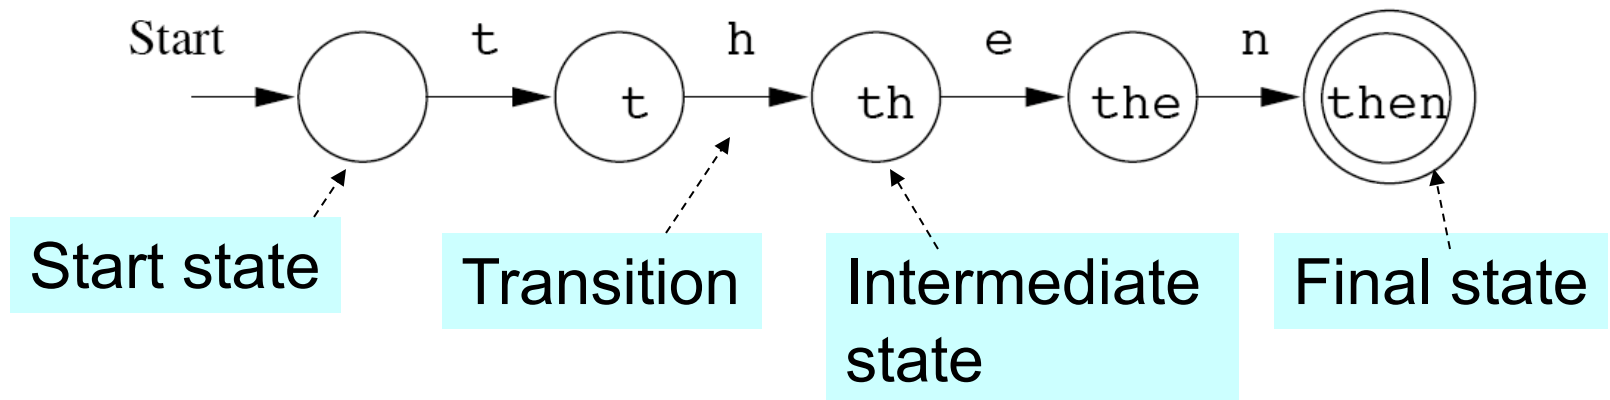 Start t h e n
t th the then
Start state Transition Intermediate state Final state